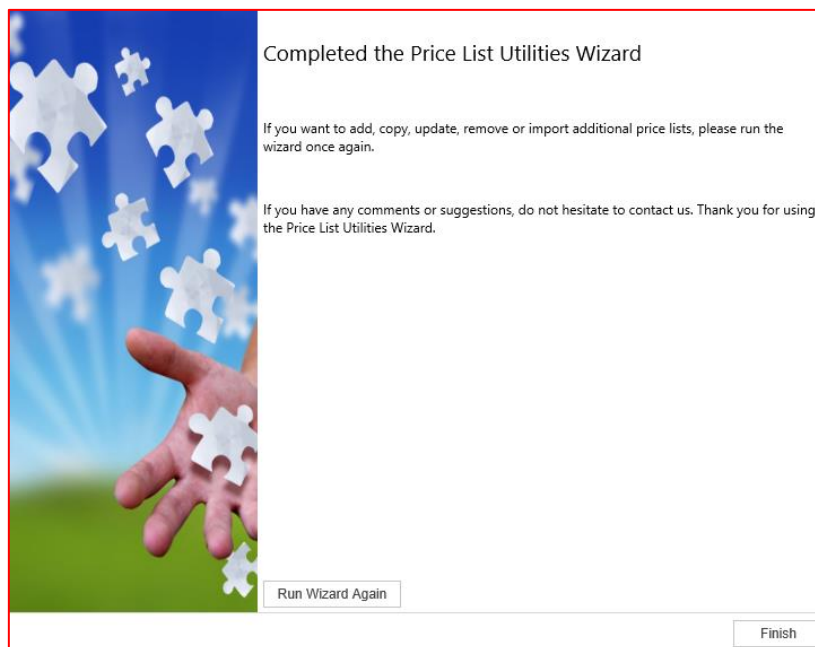 Completed the Price List Utilities Wizard
If you want to add, copy, update, remove or import additional price lists, please run the
wizard once again.
If you have any comments or suggestions, do not hesitate to contact us. Thank you for using
the Price List Utilities Wizard.
Run Wizard Again
Finish